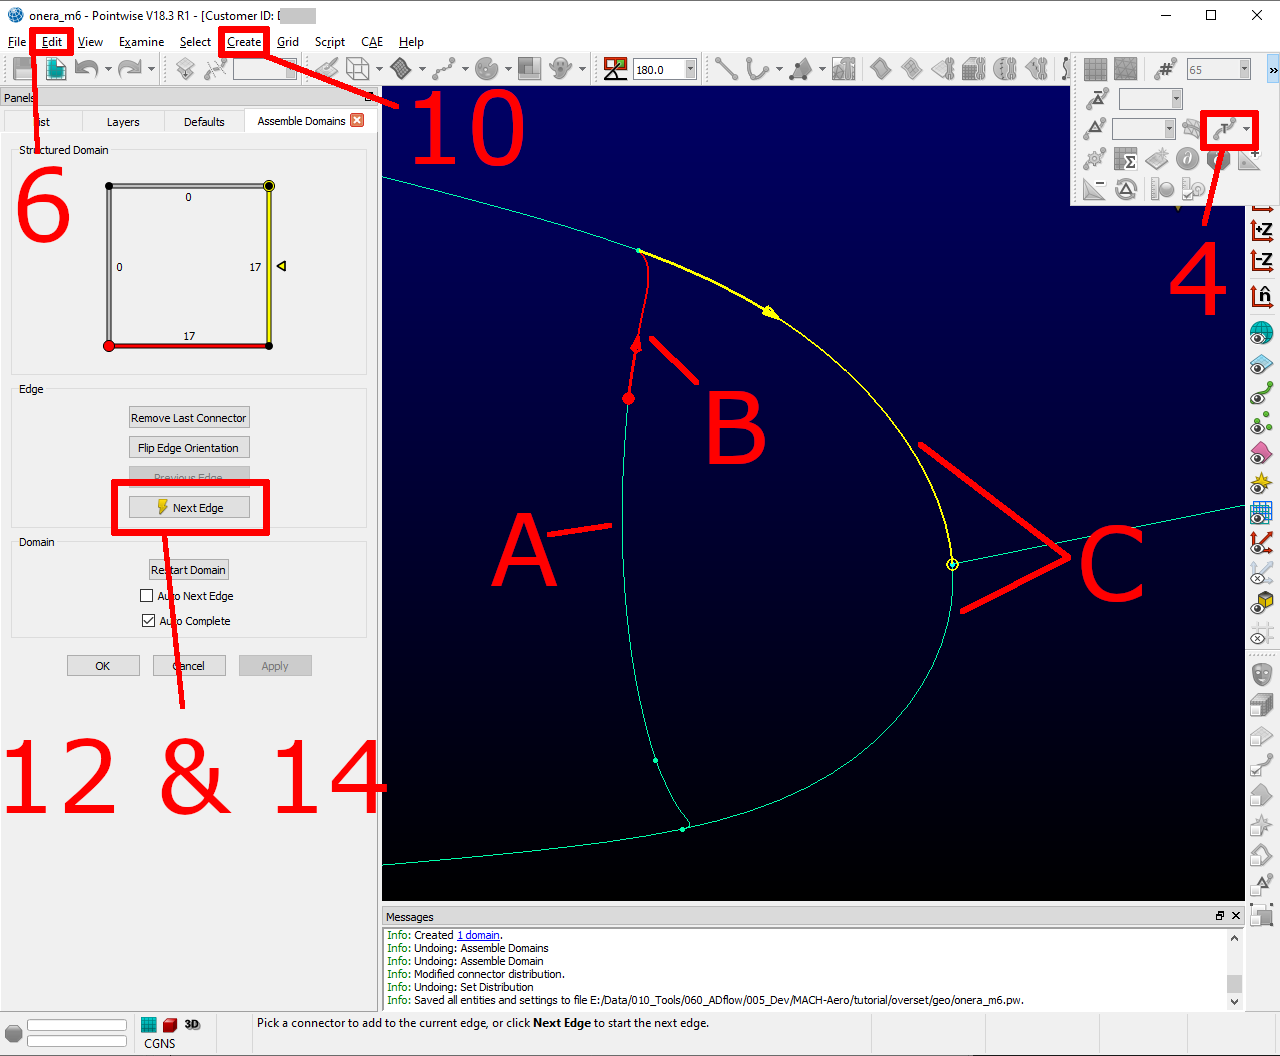 onera_m6 - Pointwise V18.3 R1 - [Customer ID:
File Edit View Examine Select Create Grid Script CAE Help
180.0
65
Panels
Layers Defaults Assemble Domains
10
Structured Domain
6
0
0 17
17
4
Edge
Remove Last Connector
Flip Edge Orientation
Previous Edge
Next Edge
B
A
C
Domain
Restart Domain
Auto Next Edge
Auto Complete
OK Cancel Apply
12 & 14
+Z
-Z
n̂
Messages
Info: Created 1 domain.
Info: Undoing: Assemble Domains
Info: Undoing: Assemble Domain
Info: Modified connector distribution.
Info: Undoing: Set Distribution
Info: Saved all entities and settings to file E:/Data/010_Tools/060_ADflow/005_Dev/MACH-Aero/tutorial/overset/geo/onera_m6.pw.
3D
CGNS
Pick a connector to add to the current edge, or click Next Edge to start the next edge.